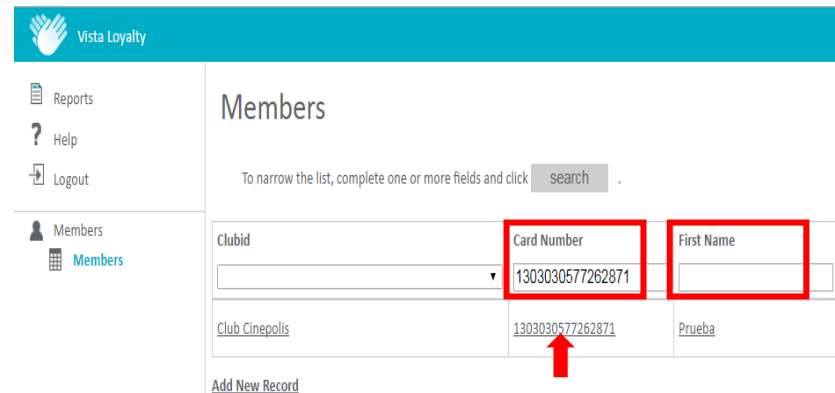 Vista Loyalty
Reports
? Help
Logout
Members
Members
Members
To narrow the list, complete one or more fields and click search .
Clubid Card Number First Name
1303030577262871
Club Cinepolis 1303030577262871 Prueba
Add New Record